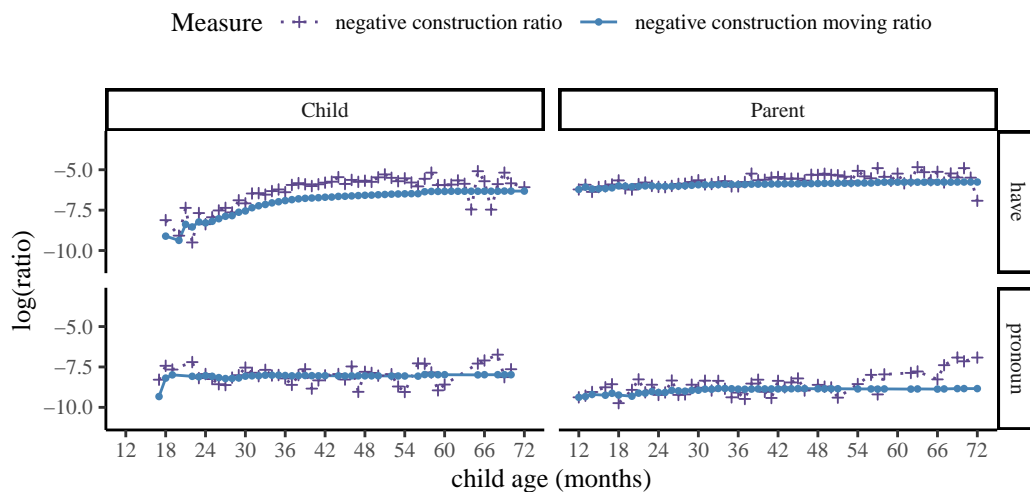 Measure negative construction ratio negative construction moving ratio
Child Parent
−5.0
−7.5
−10.0
have
−5.0
−7.5
−10.0
pronoun
log(ratio)
12 18 24 30 36 42 48 54 60 66 72 12 18 24 30 36 42 48 54 60 66 72
child age (months)